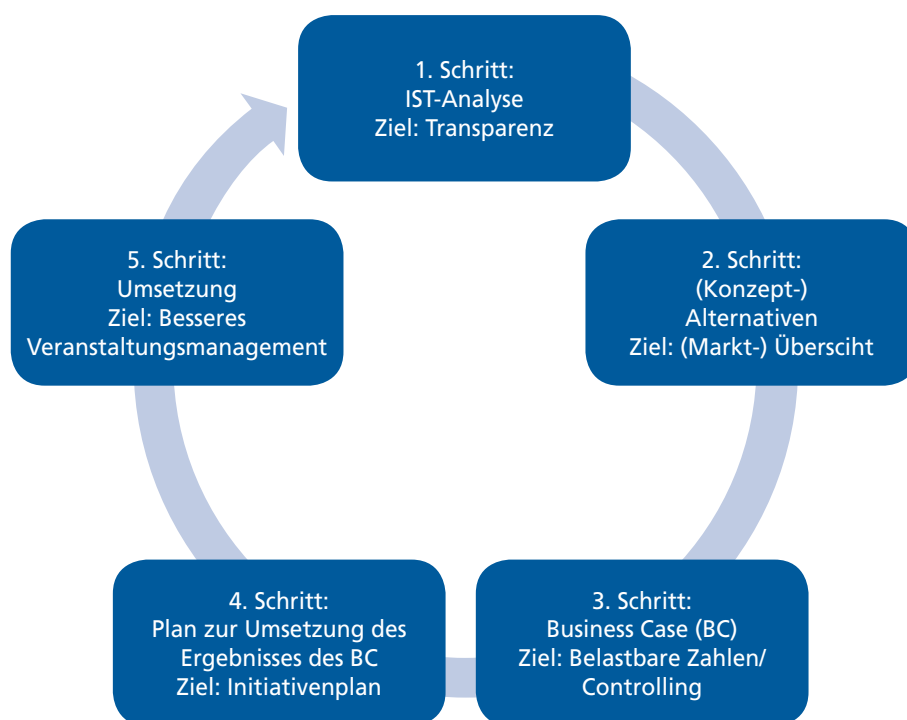 1. Schritt:
IST-Analyse
Ziel: Transparenz
2. Schritt:
(Konzept-)
Alternativen
Ziel: (Markt-) Übersciht
3. Schritt:
Business Case (BC)
Ziel: Belastbare Zahlen/
Controlling
4. Schritt:
Plan zur Umsetzung des
Ergebnisses des BC
Ziel: Initiativenplan
5. Schritt:
Umsetzung
Ziel: Besseres
Veranstaltungsmanagement